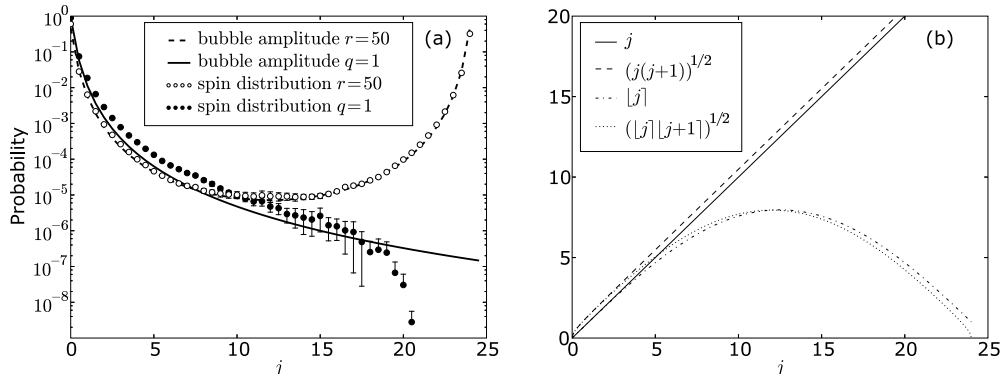 (a)
bubble amplitude r=50
bubble amplitude q=1
spin distribution r=50
spin distribution q=1
Probability
10⁰
10⁻¹
10⁻²
10⁻³
10⁻⁴
10⁻⁵
10⁻⁶
10⁻⁷
10⁻⁸
0 5 10 15 20 25
j
(b)
j
(j(j+1))^{1/2}
⌊j⌉
(⌊j⌉⌊j+1⌉)^{1/2}
20
15
10
5
0
0 5 10 15 20 25
j